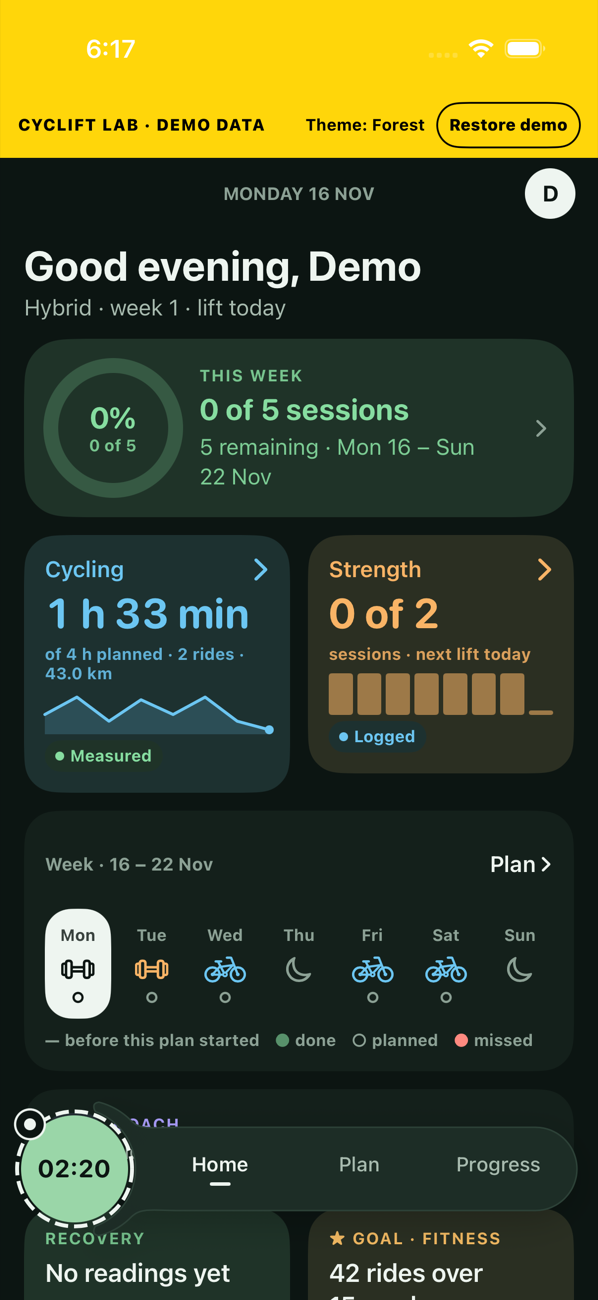 6:17
CYCLIFT LAB · DEMO DATA
Theme: Forest
Restore demo
MONDAY 16 NOV
D
Good evening, Demo
Hybrid · week 1 · lift today
0%
0 of 5
THIS WEEK
0 of 5 sessions
5 remaining · Mon 16 – Sun
22 Nov
Cycling
1 h 33 min
of 4 h planned · 2 rides ·
43.0 km
Measured
Strength
0 of 2
sessions · next lift today
Logged
Week · 16 – 22 Nov
Plan
Mon Tue Wed Thu Fri Sat Sun
— before this plan started done planned missed
02:20
Home Plan Progress
RECOVERY
No readings yet
GOAL · FITNESS
42 rides over